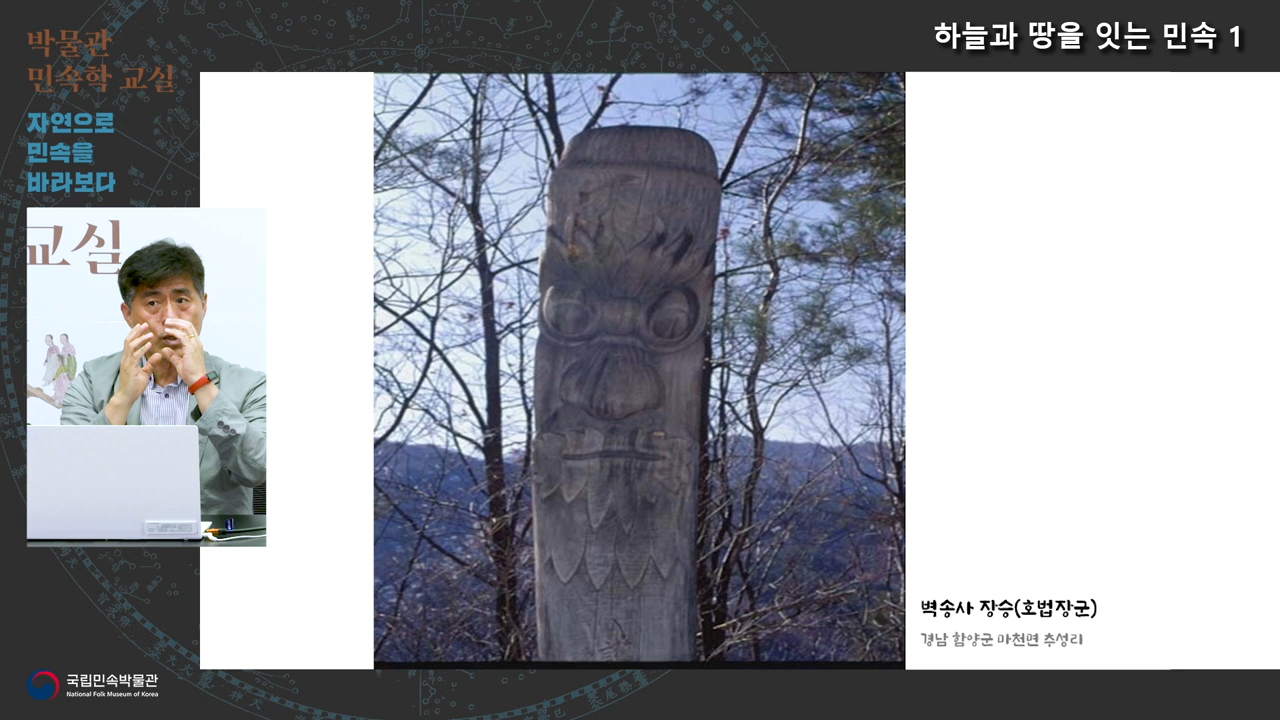 하늘과 땅을 잇는 민속 1
박물관
민속학 교실
자연으로
민속을
바라보다
교실
벽송사 장승(호법장군)
경남 함양군 마천면 추성리
국립민속박물관
National Folk Museum of Korea